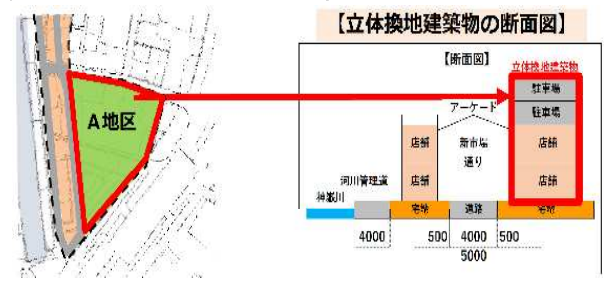 【立体換地建築物の断面図】
A地区
【断面図】
立体換地建築物
駐車場
アーケード
駐車場
店舗
新市場
通り
店舗
店舗
店舗
河川管理道
神嶽川
宅地
道路
宅地
4000
500
4000
500
5000